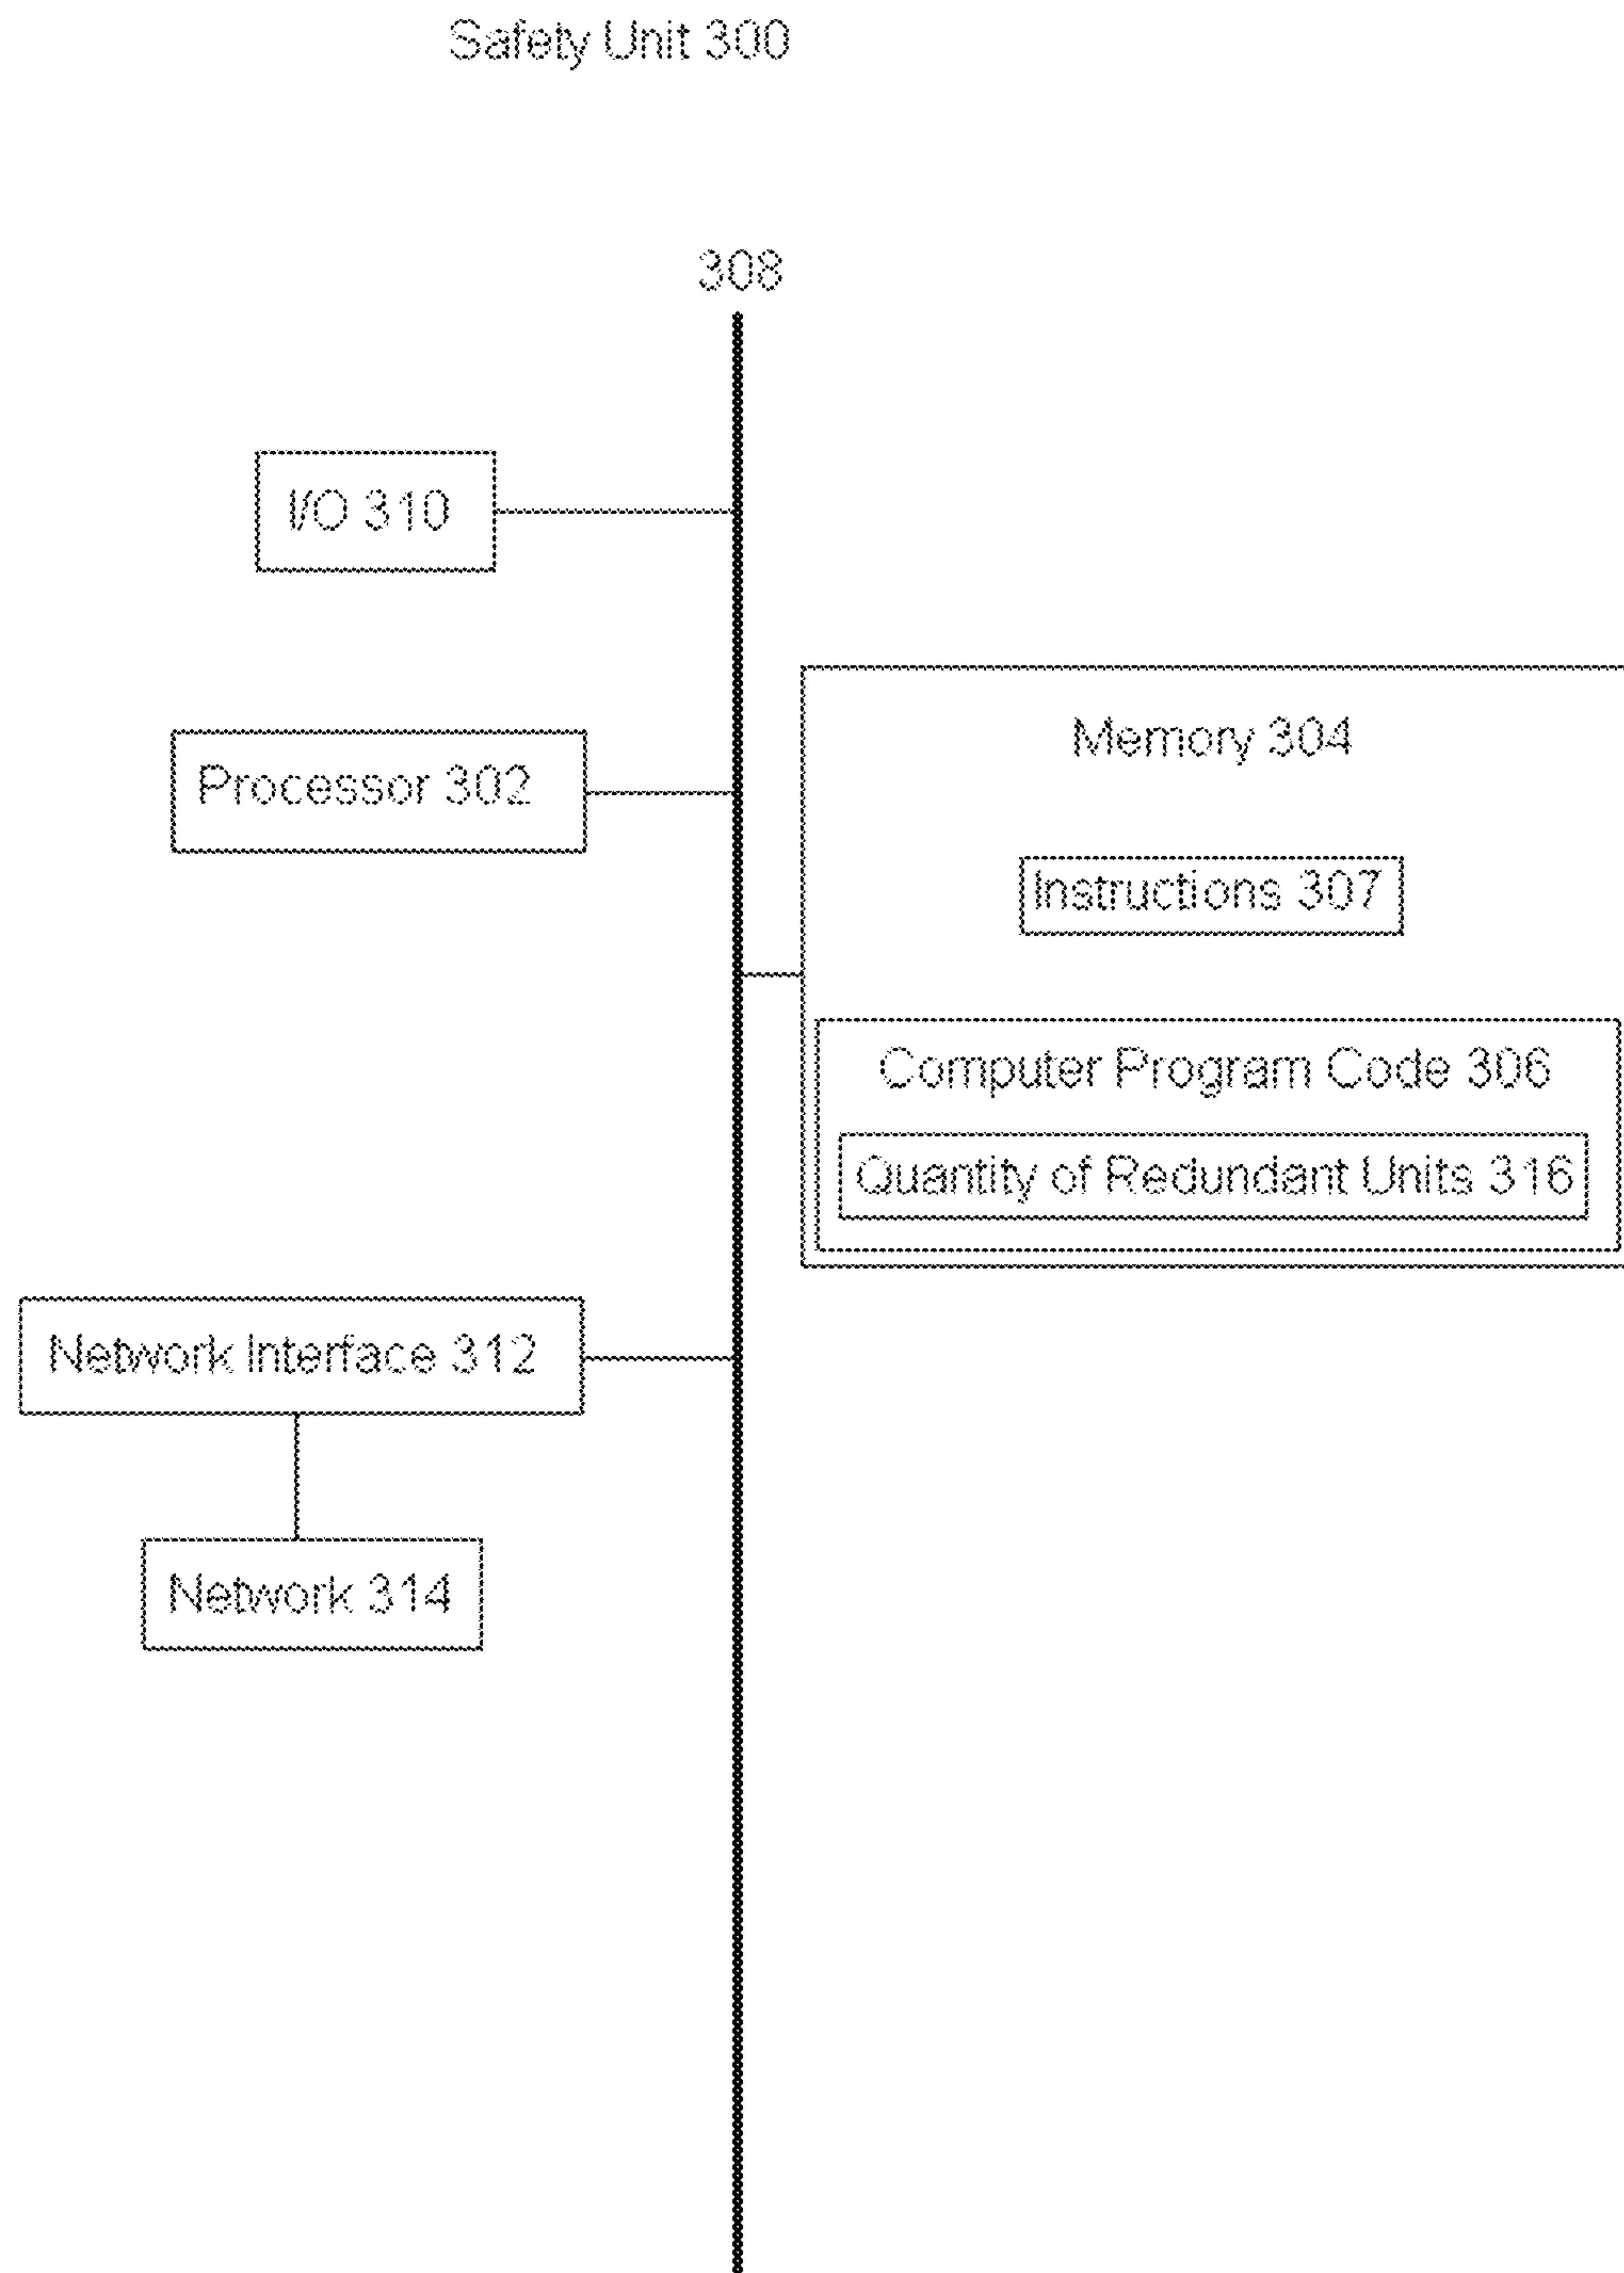 Safety Unit 300
308
I/O 310
Memory 304
Processor 302
Instructions 307
Computer Program Code 306
Quantity of Redundant Units 316
Network Interface 312
Network 314